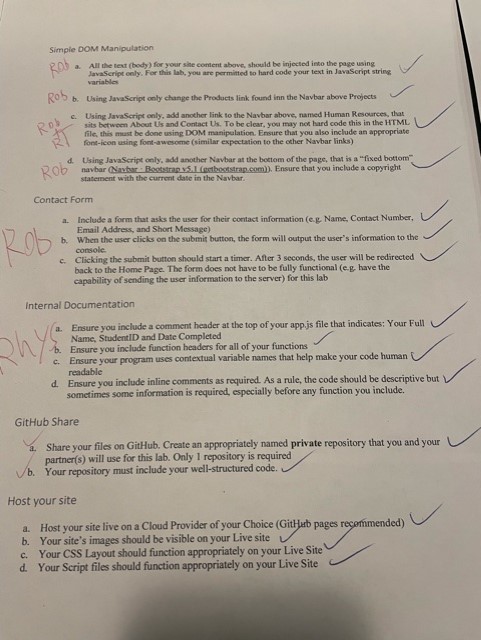 Simple DOM Manipulation
Rob a. All the text (body) for your site content above, should be injected into the page using
JavaScript only. For this lab, you are permitted to hard code your text in JavaScript string
variables
Rob b. Using JavaScript only change the Products link found inn the Navbar above Projects
Rob c. Using JavaScript only, add another link to the Navbar above, named Human Resources, that
sits between About Us and Contact Us. To be clear, you may not hard code this in the HTML
file, this must be done using DOM manipulation. Ensure that you also include an appropriate
font-icon using font-awesome (similar expectation to the other Navbar links)
Rob d. Using JavaScript only, add another Navbar at the bottom of the page, that is a "fixed bottom"
navbar (Navbar · Bootstrap v5.1 (getbootstrap.com)). Ensure that you include a copyright
statement with the current date in the Navbar.
Contact Form
a. Include a form that asks the user for their contact information (e.g. Name, Contact Number,
Email Address, and Short Message)
Rob b. When the user clicks on the submit button, the form will output the user's information to the
console.
c. Clicking the submit button should start a timer. After 3 seconds, the user will be redirected
back to the Home Page. The form does not have to be fully functional (e.g. have the
capability of sending the user information to the server) for this lab
Internal Documentation
Rhys a. Ensure you include a comment header at the top of your app.js file that indicates: Your Full
Name, StudentID and Date Completed
b. Ensure you include function headers for all of your functions
c. Ensure your program uses contextual variable names that help make your code human
readable
d. Ensure you include inline comments as required. As a rule, the code should be descriptive but
sometimes some information is required, especially before any function you include.
GitHub Share
a. Share your files on GitHub. Create an appropriately named private repository that you and your
partner(s) will use for this lab. Only 1 repository is required
b. Your repository must include your well-structured code.
Host your site
a. Host your site live on a Cloud Provider of your Choice (GitHub pages recommended)
b. Your site's images should be visible on your Live site
c. Your CSS Layout should function appropriately on your Live Site
d. Your Script files should function appropriately on your Live Site